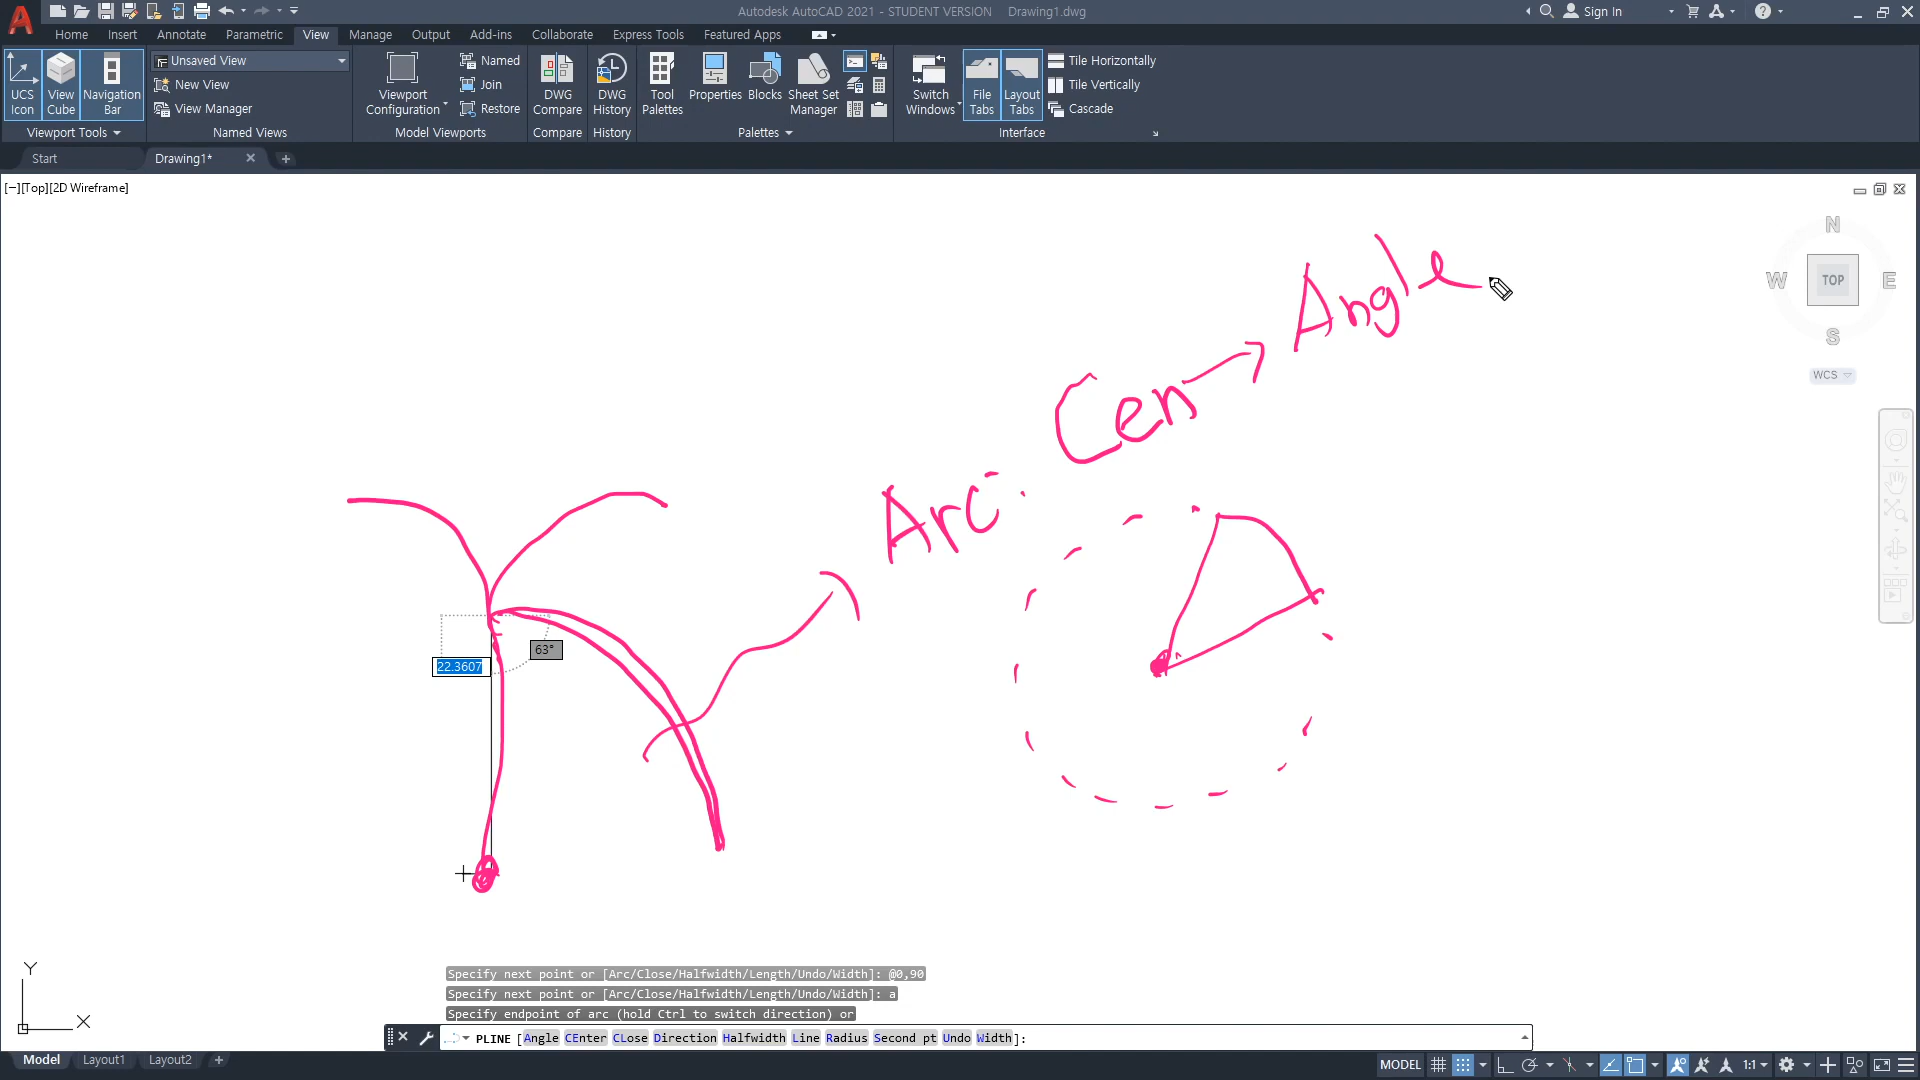 Autodesk AutoCAD 2021 - STUDENT VERSION Drawing1.dwg
Sign In
Home Insert Annotate Parametric View Manage Output Add-ins Collaborate Express Tools Featured Apps
UCS Icon
View Cube
Navigation Bar
Viewport Tools
Unsaved View
New View
View Manager
Named Views
Viewport Configuration
Named
Join
Restore
Model Viewports
DWG Compare
Compare
DWG History
History
Tool Palettes
Properties
Blocks
Sheet Set Manager
Palettes
Switch Windows
File Tabs
Layout Tabs
Tile Horizontally
Tile Vertically
Cascade
Interface
Start Drawing1*
[−][Top][2D Wireframe]
N
W TOP E
S
WCS
Angle
Cen
Arc
63°
22.3607
Y
X
Specify next point or [Arc/Close/Halfwidth/Length/Undo/Width]: @0,90
Specify next point or [Arc/Close/Halfwidth/Length/Undo/Width]: a
Specify endpoint of arc (hold Ctrl to switch direction) or
PLINE [Angle CEnter CLose Direction Halfwidth Line Radius Second pt Undo Width]:
Model Layout1 Layout2
MODEL 1:1